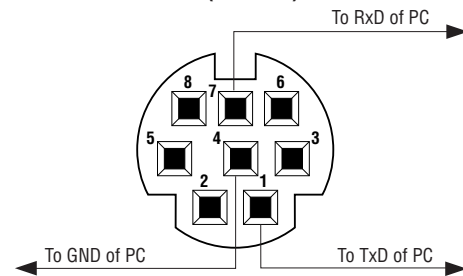 To RxD of PC
8 7 6
5 4 3
2 1
To GND of PC To TxD of PC